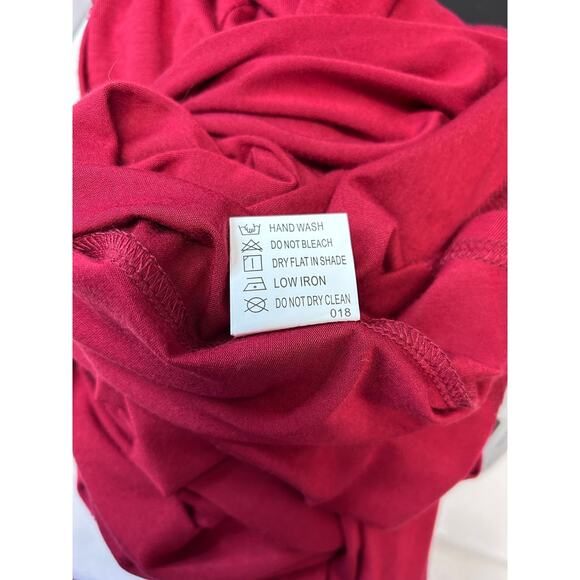 HAND WASH
DO NOT BLEACH
DRY FLAT IN SHADE
LOW IRON
DO NOT DRY CLEAN
018